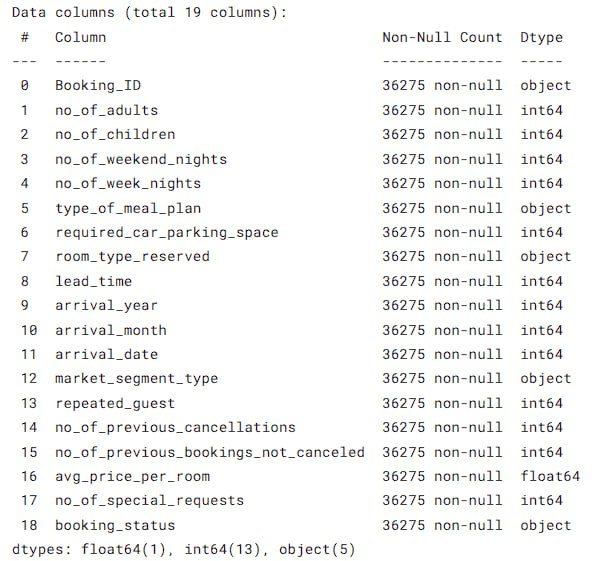 Data columns (total 19 columns):
 #   Column                                Non-Null Count  Dtype
---  ------                                --------------  -----
 0   Booking_ID                            36275 non-null  object
 1   no_of_adults                          36275 non-null  int64
 2   no_of_children                        36275 non-null  int64
 3   no_of_weekend_nights                  36275 non-null  int64
 4   no_of_week_nights                     36275 non-null  int64
 5   type_of_meal_plan                     36275 non-null  object
 6   required_car_parking_space            36275 non-null  int64
 7   room_type_reserved                    36275 non-null  object
 8   lead_time                             36275 non-null  int64
 9   arrival_year                          36275 non-null  int64
 10  arrival_month                         36275 non-null  int64
 11  arrival_date                          36275 non-null  int64
 12  market_segment_type                   36275 non-null  object
 13  repeated_guest                        36275 non-null  int64
 14  no_of_previous_cancellations          36275 non-null  int64
 15  no_of_previous_bookings_not_canceled  36275 non-null  int64
 16  avg_price_per_room                    36275 non-null  float64
 17  no_of_special_requests                36275 non-null  int64
 18  booking_status                        36275 non-null  object
dtypes: float64(1), int64(13), object(5)